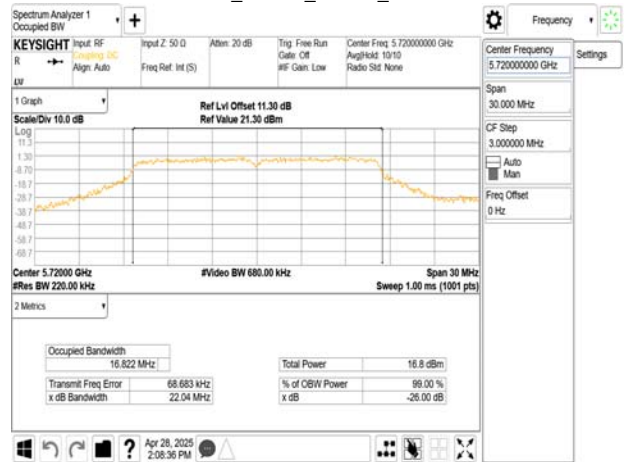 Spectrum Analyzer 1
Occupied BW
Frequency
KEYSIGHT
R
LW
Input: RF
Coupling: DC
Align: Auto
Input Z: 50 Ω
Freq Ref: Int (S)
Atten: 20 dB
Trig: Free Run
Gate: Off
#IF Gain: Low
Center Freq: 5.720000000 GHz
Avg|Hold: 10/10
Radio Std: None
Center Frequency
5.720000000 GHz
Settings
Span
30.000 MHz
CF Step
3.000000 MHz
Auto
Man
Freq Offset
0 Hz
1 Graph
Scale/Div 10.0 dB
Ref Lvl Offset 11.30 dB
Ref Value 21.30 dBm
Log
11.3
1.30
-8.70
-18.7
-28.7
-38.7
-48.7
-58.7
-68.7
Center 5.72000 GHz
#Res BW 220.00 kHz
#Video BW 680.00 kHz
Span 30 MHz
Sweep 1.00 ms (1001 pts)
2 Metrics
Occupied Bandwidth
16.822 MHz
Total Power 16.8 dBm
Transmit Freq Error 68.683 kHz
% of OBW Power 99.00 %
x dB Bandwidth 22.04 MHz
x dB -26.00 dB
Apr 28, 2025
2:08:36 PM